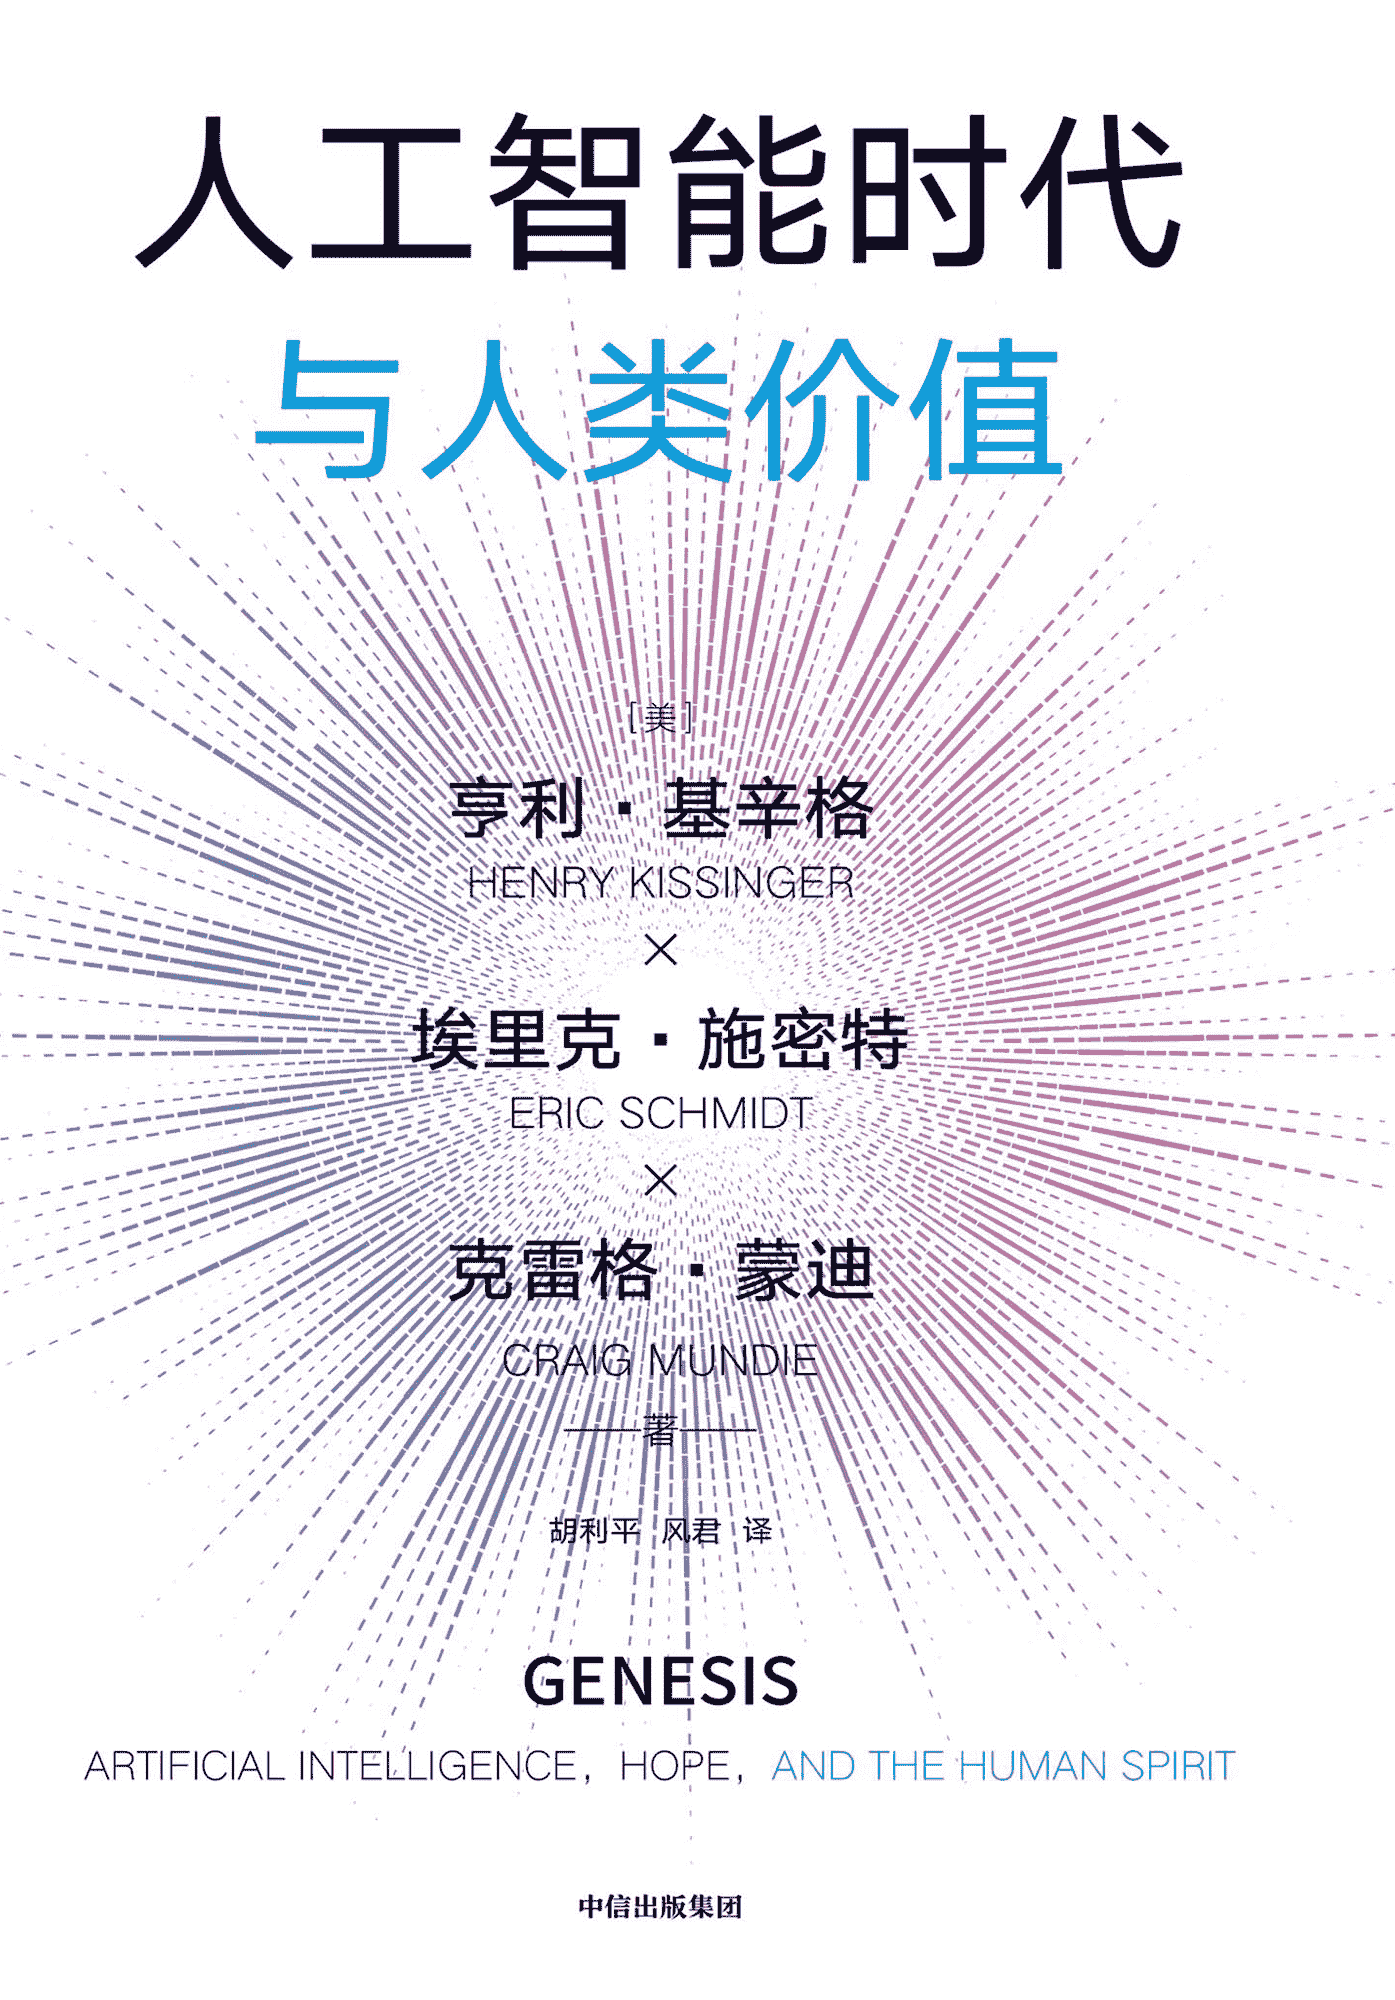 人工智能时代
与人类价值
[美]
亨利·基辛格
HENRY KISSINGER
×
埃里克·施密特
ERIC SCHMIDT
×
克雷格·蒙迪
CRAIG MUNDIE
——著——
胡利平 风君 译
GENESIS
ARTIFICIAL INTELLIGENCE, HOPE, AND THE HUMAN SPIRIT
中信出版集团